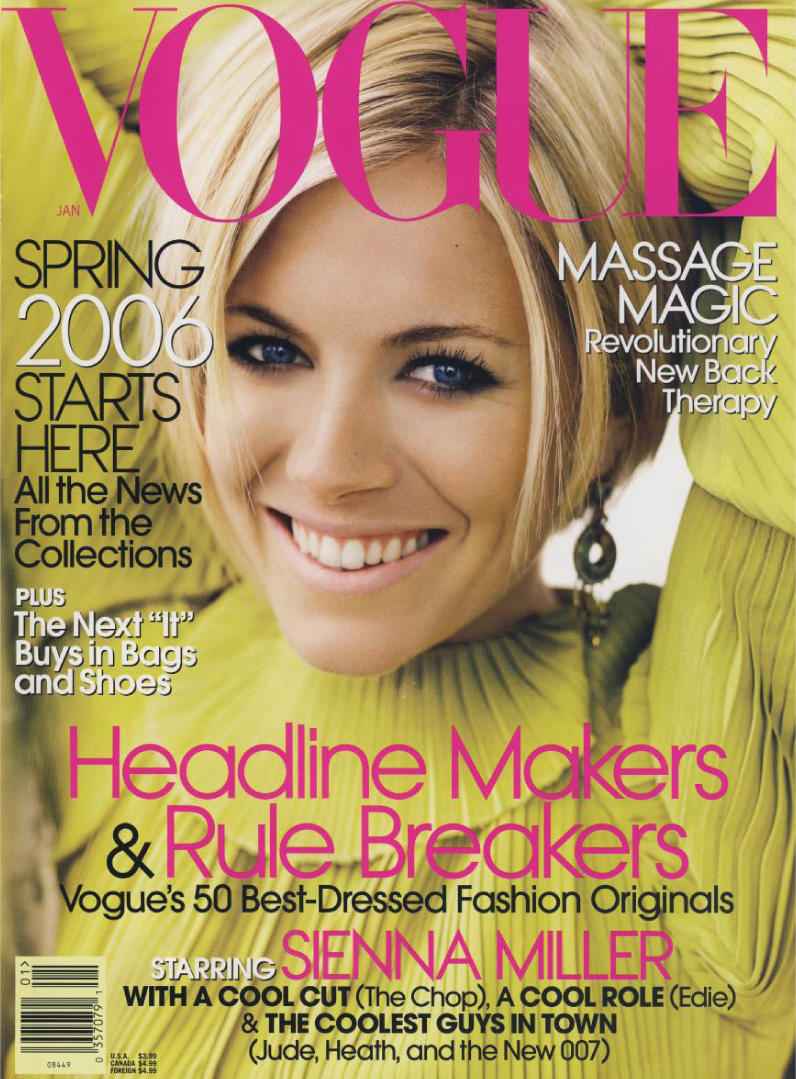 VOGUE
JAN
SPRING
2006
STARTS
HERE
All the News
From the
Collections
PLUS
The Next “It”
Buys in Bags
and Shoes
MASSAGE
MAGIC
Revolutionary
New Back
Therapy
Headline Makers
& Rule Breakers
Vogue's 50 Best-Dressed Fashion Originals
STARRING SIENNA MILLER
WITH A COOL CUT (The Chop), A COOL ROLE (Edie)
& THE COOLEST GUYS IN TOWN
(Jude, Heath, and the New 007)
01>
08449
0 357079 1
U.S.A. $3.99
CANADA $4.99
FOREIGN $4.99